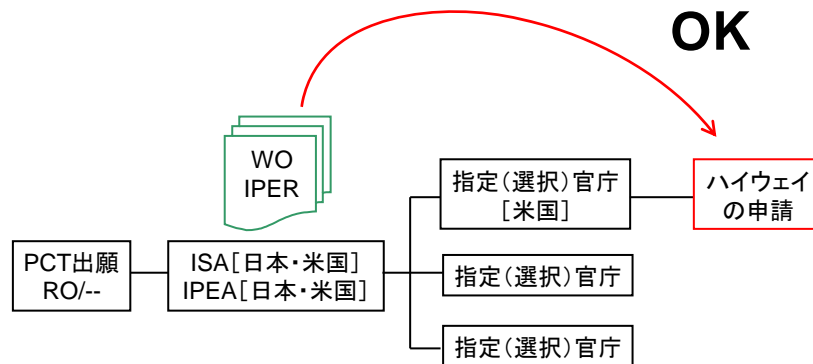 OK
WO
IPER
指定(選択)官庁
[米国]
ハイウェイ
の申請
PCT出願
RO/--
ISA[日本・米国]
IPEA[日本・米国]
指定(選択)官庁
指定(選択)官庁